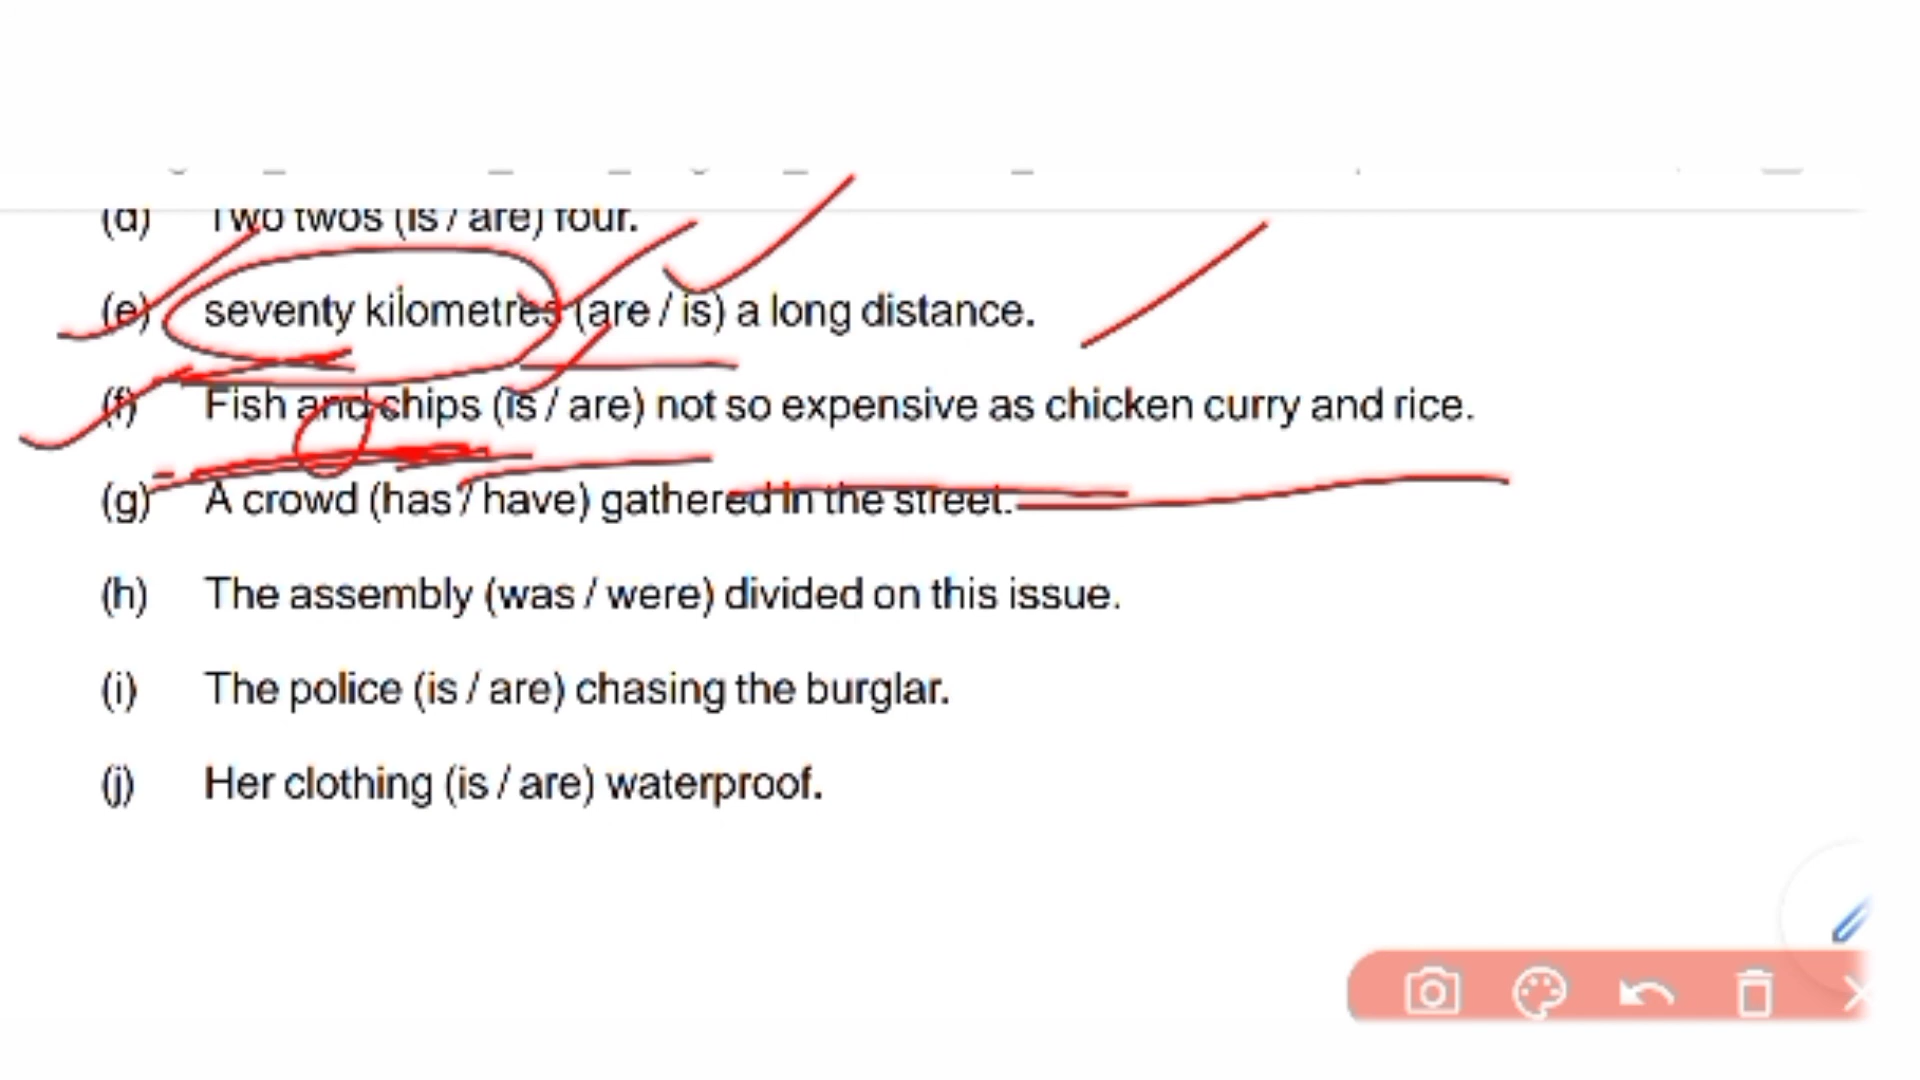 (d) Two twos (is / are) four.
(e) seventy kilometres (are / is) a long distance.
(f) Fish and chips (is / are) not so expensive as chicken curry and rice.
(g) A crowd (has / have) gathered in the street.
(h) The assembly (was / were) divided on this issue.
(i) The police (is / are) chasing the burglar.
(j) Her clothing (is / are) waterproof.